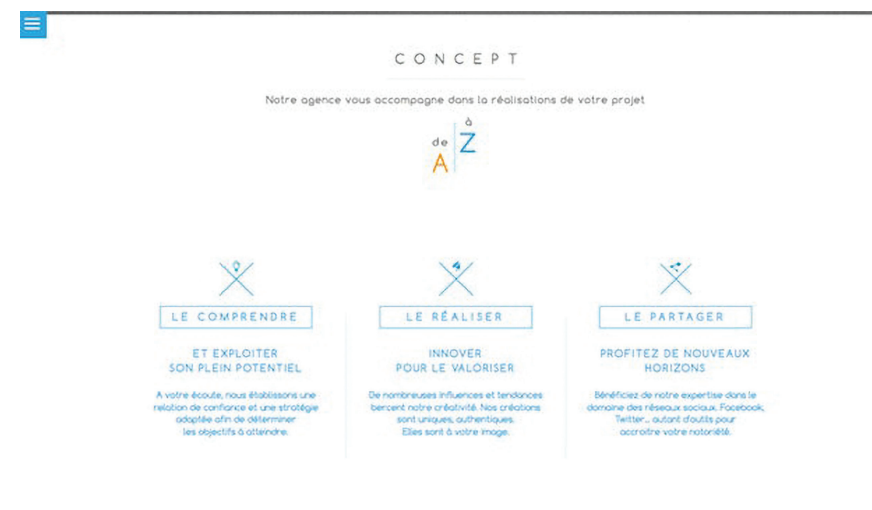 CONCEPT
Notre agence vous accompagne dans la réalisations de votre projet
de A à Z
LE COMPRENDRE
ET EXPLOITER
SON PLEIN POTENTIEL
A votre écoute, nous établissons une
relation de confiance et une stratégie
adaptée afin de déterminer
les objectifs à atteindre.
LE RÉALISER
INNOVER
POUR LE VALORISER
De nombreuses influences et tendances
bercent notre créativité. Nos créations
sont uniques, authentiques.
Elles sont à votre image.
LE PARTAGER
PROFITEZ DE NOUVEAUX
HORIZONS
Bénéficiez de notre expertise dans le
domaine des réseaux sociaux. Facebook,
Twitter... autant d'outils pour
accroitre votre notoriété.